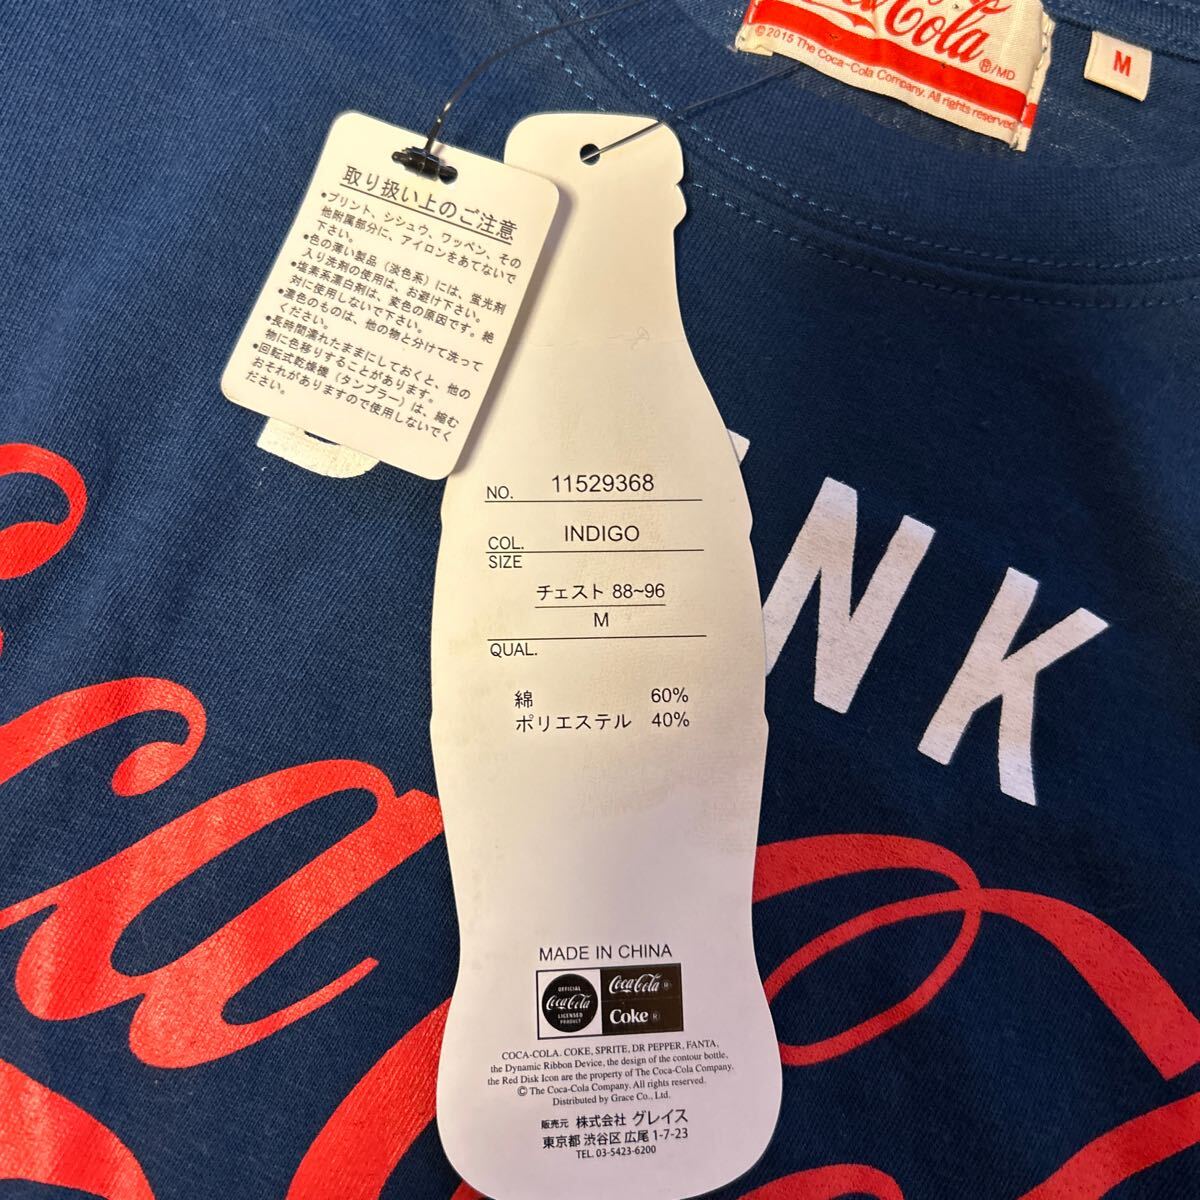 Coca-Cola
®/MD
©2015 The Coca-Cola Company. All rights reserved
M
取り扱い上のご注意
●プリント、シシュウ、ワッペン、その
他附属部分に、アイロンをあてないで
下さい。
●色の薄い製品(淡色系)には、蛍光剤
入り洗剤の使用は、お避け下さい。
●塩素系漂白剤は、変色の原因です。絶
対に使用しないで下さい。
●濃色のものは、他の物と分けて洗って
ください。
●長時間濡れたままにしておくと、他の
物に色移りすることがあります。
●回転式乾燥機(タンブラー)は、縮む
おそれがありますので使用しないでく
ださい。
NK
NO. 11529368
COL. INDIGO
SIZE
チェスト 88~96
M
QUAL.
綿 60%
ポリエステル 40%
MADE IN CHINA
OFFICIAL
Coca-Cola
LICENSED
PRODUCT
Coca-Cola®
Coke®
COCA-COLA. COKE, SPRITE, DR PEPPER, FANTA,
the Dynamic Ribbon Device, the design of the contour bottle,
the Red Disk Icon are the property of The Coca-Cola Company.
© The Coca-Cola Company. All rights reserved.
Distributed by Grace Co., Ltd.
販売元 株式会社 グレイス
東京都 渋谷区 広尾 1-7-23
TEL. 03-5423-6200